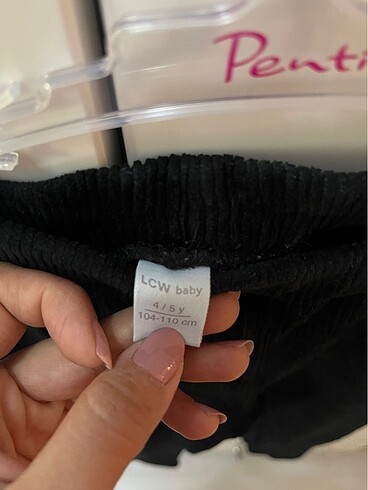 Penti
LCW baby
4/5 y
104-110 cm